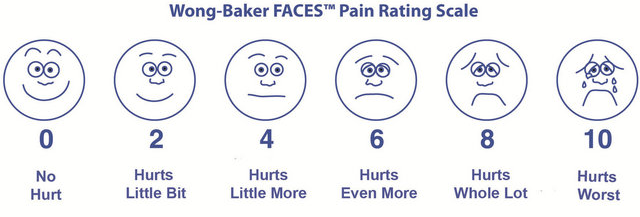 Wong-Baker FACES™ Pain Rating Scale
0 2 4 6 8 10
No Hurts Hurts Hurts Hurts Hurts
Hurt Little Bit Little More Even More Whole Lot Worst